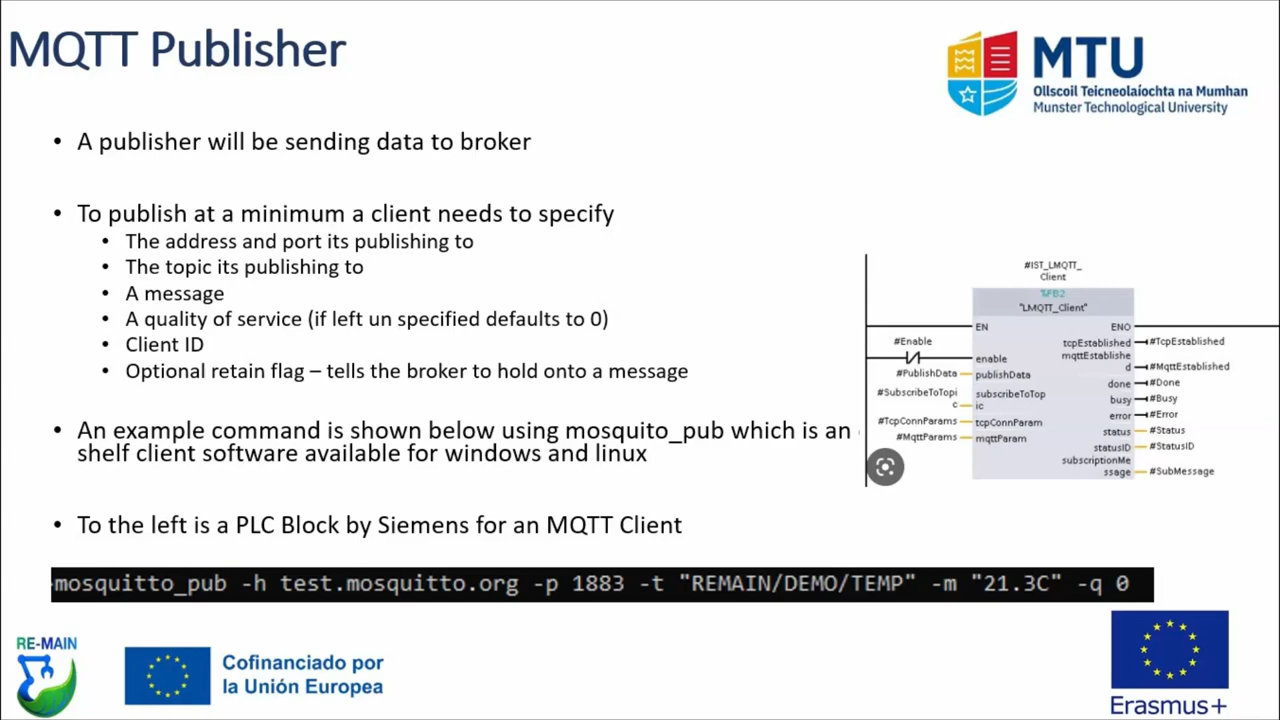 MQTT Publisher
MTU
Ollscoil Teicneolaíochta na Mumhan
Munster Technological University
• A publisher will be sending data to broker
• To publish at a minimum a client needs to specify
• The address and port its publishing to
• The topic its publishing to
• A message
• A quality of service (if left un specified defaults to 0)
• Client ID
• Optional retain flag – tells the broker to hold onto a message
• An example command is shown below using mosquito_pub which is an
shelf client software available for windows and linux
• To the left is a PLC Block by Siemens for an MQTT Client
#IST_LMQTT_
Client
%FB2
"LMQTT_Client"
EN
ENO
#Enable
enable
#PublishData
publishData
#SubscribeToTopi
c
subscribeToTop
ic
#TcpConnParams
tcpConnParam
#MqttParams
mqttParam
tcpEstablished
#TcpEstablished
mqttEstablishe
d
#MqttEstablished
done
#Done
busy
#Busy
error
#Error
status
#Status
statusID
#StatusID
subscriptionMe
ssage
#SubMessage
mosquitto_pub -h test.mosquitto.org -p 1883 -t "REMAIN/DEMO/TEMP" -m "21.3C" -q 0
RE-MAIN
Cofinanciado por
la Unión Europea
Erasmus+